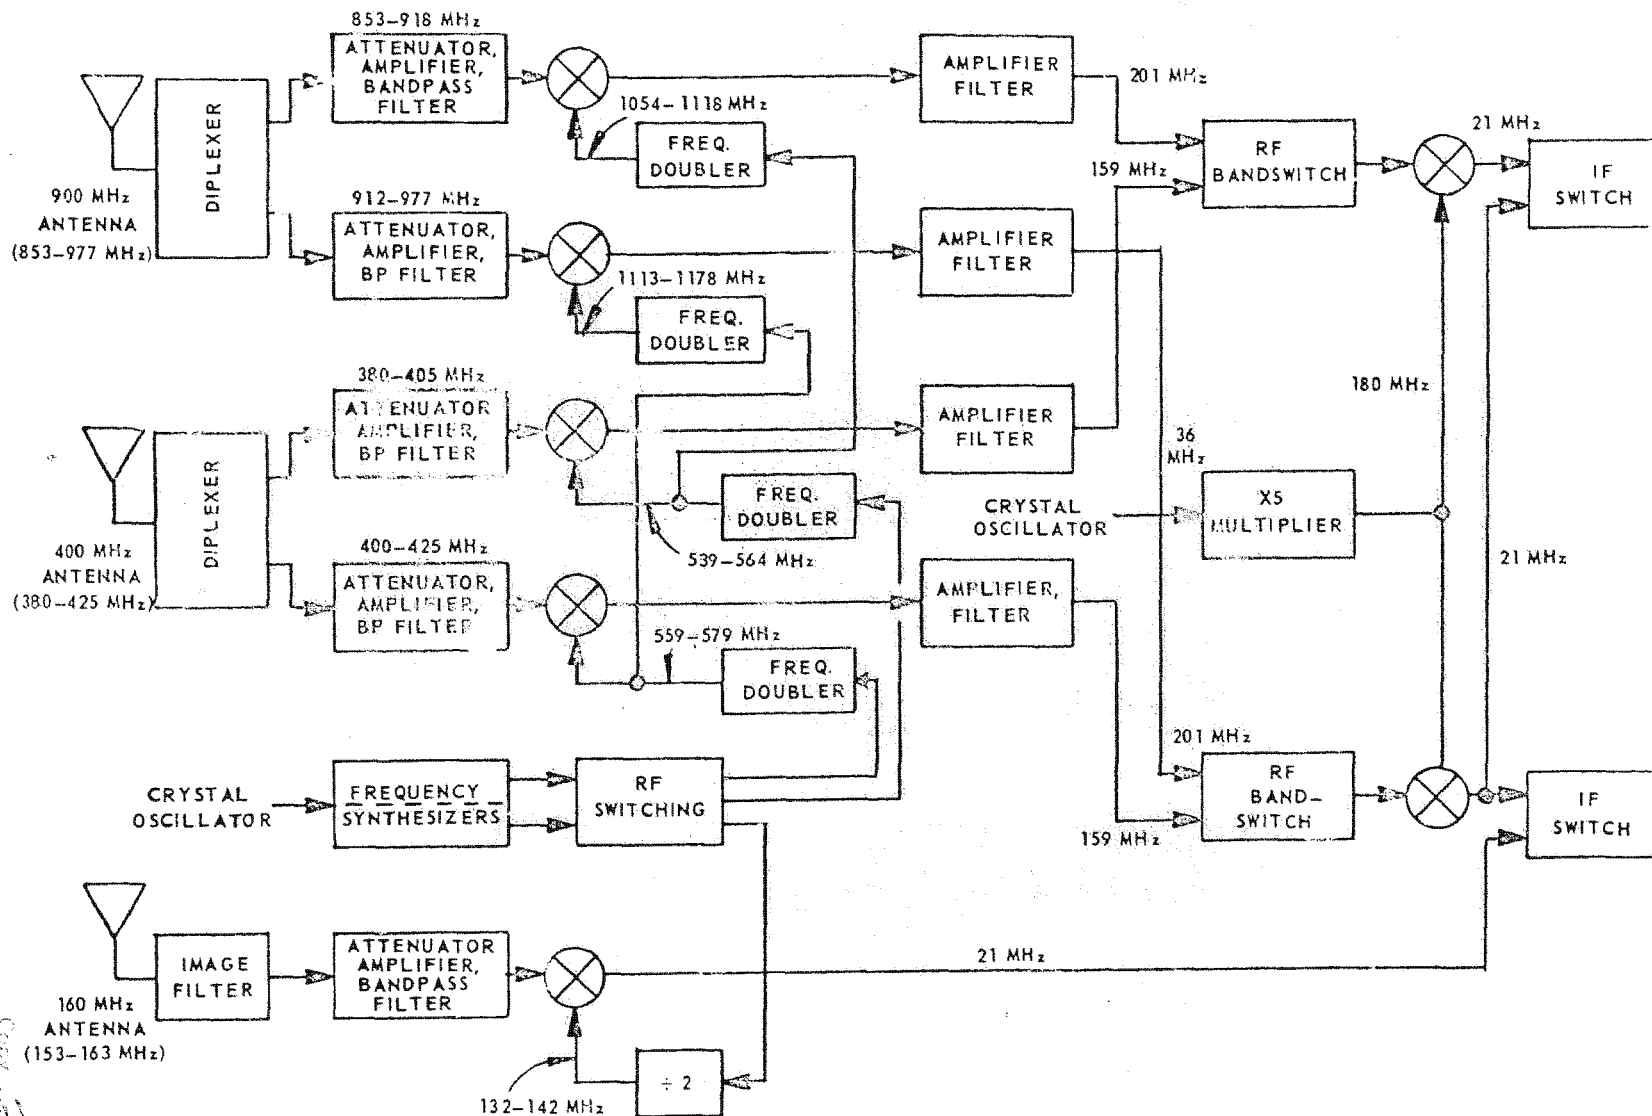 853-918 MHz
ATTENUATOR,
AMPLIFIER,
BANDPASS
FILTER
DIPLEXER
900 MHz
ANTENNA
(853-977 MHz)
1054-1118 MHz
FREQ.
DOUBLER
AMPLIFIER
FILTER
201 MHz
159 MHz
RF
BANDSWITCH
21 MHz
IF
SWITCH
912-977 MHz
ATTENUATOR,
AMPLIFIER,
BP FILTER
1113-1178 MHz
FREQ.
DOUBLER
AMPLIFIER
FILTER
380-405 MHz
ATTENUATOR
AMPLIFIER,
BP FILTER
AMPLIFIER
FILTER
180 MHz
DIPLEXER
400 MHz
ANTENNA
(380-425 MHz)
FREQ.
DOUBLER
539-564 MHz
CRYSTAL
OSCILLATOR
36
MHz
X5
MULTIPLIER
21 MHz
400-425 MHz
ATTENUATOR,
AMPLIFIER,
BP FILTER
AMPLIFIER,
FILTER
559-579 MHz
FREQ.
DOUBLER
CRYSTAL
OSCILLATOR
FREQUENCY
SYNTHESIZERS
RF
SWITCHING
201 MHz
159 MHz
RF
BAND-
SWITCH
IF
SWITCH
160 MHz
ANTENNA
(153-163 MHz)
IMAGE
FILTER
ATTENUATOR
AMPLIFIER,
BANDPASS
FILTER
21 MHz
÷ 2
132-142 MHz